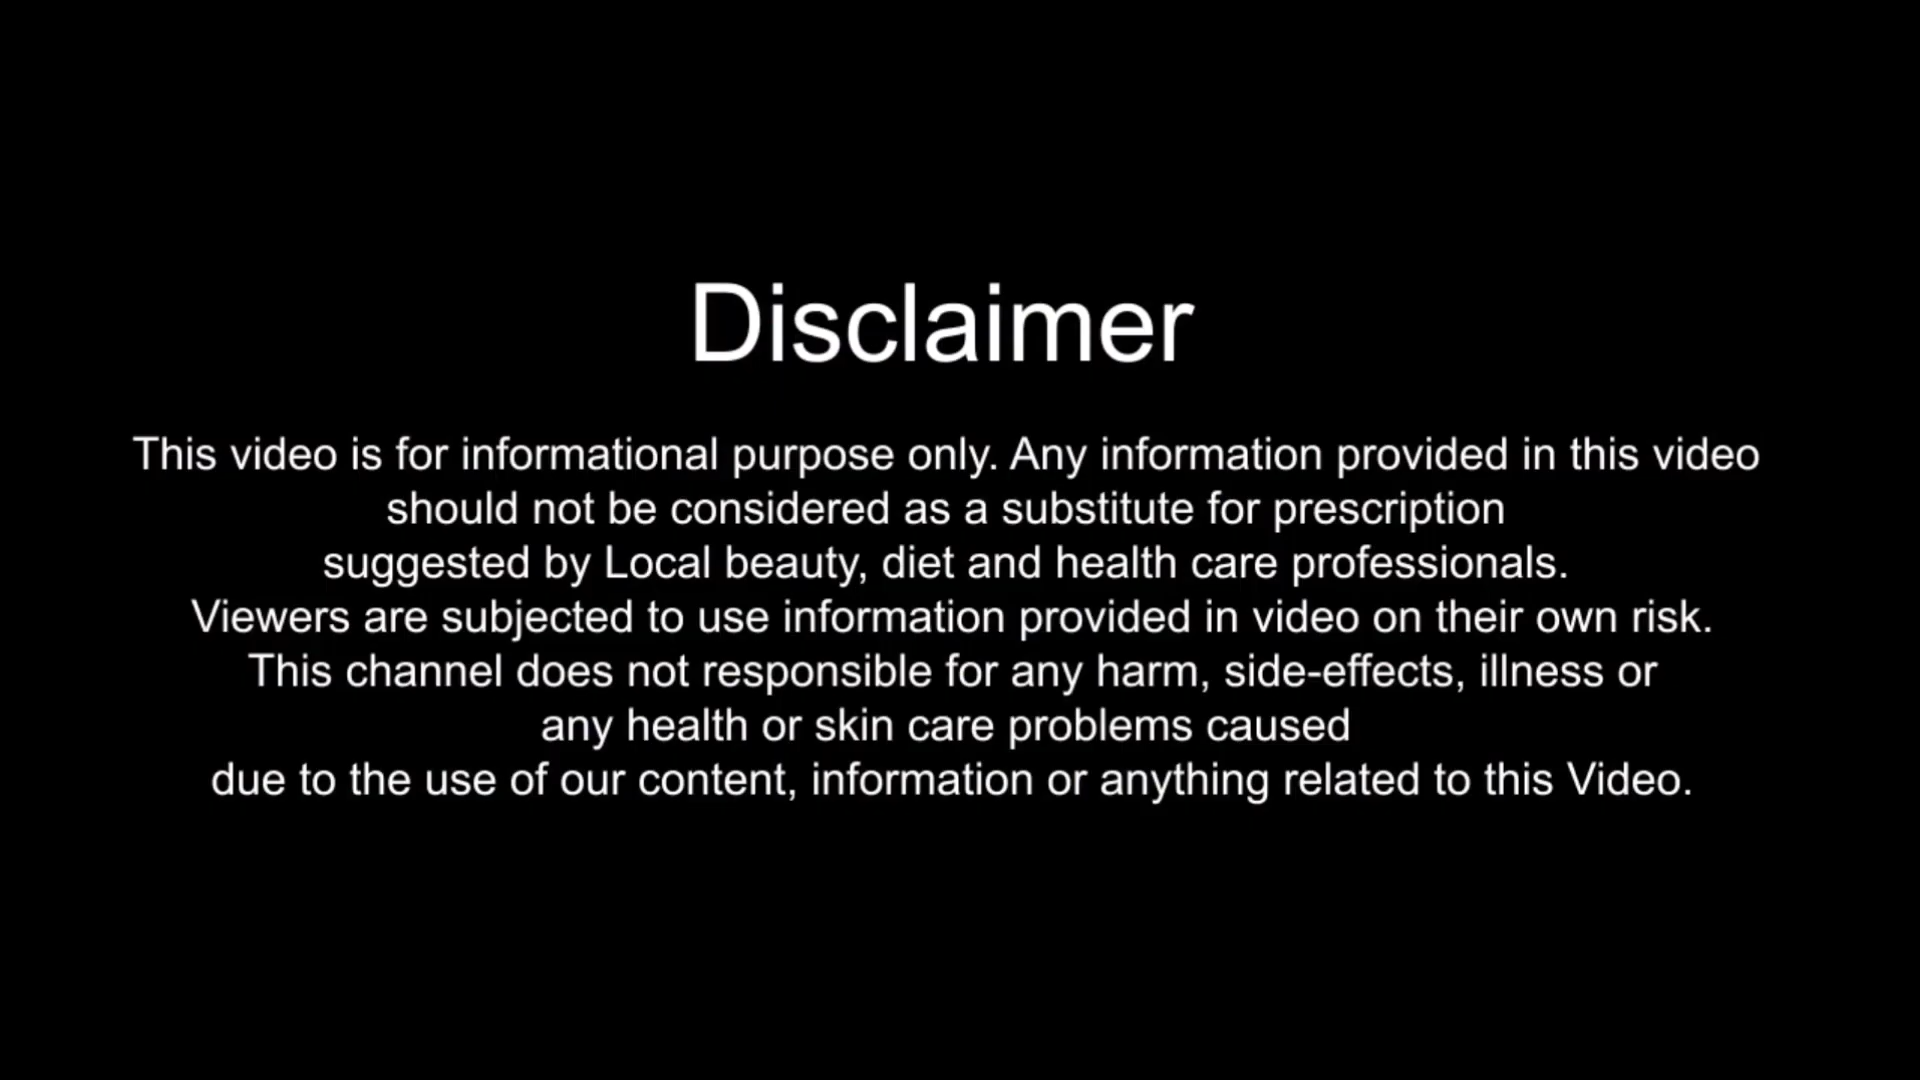 Disclaimer
This video is for informational purpose only. Any information provided in this video
should not be considered as a substitute for prescription
suggested by Local beauty, diet and health care professionals.
Viewers are subjected to use information provided in video on their own risk.
This channel does not responsible for any harm, side-effects, illness or
any health or skin care problems caused
due to the use of our content, information or anything related to this Video.